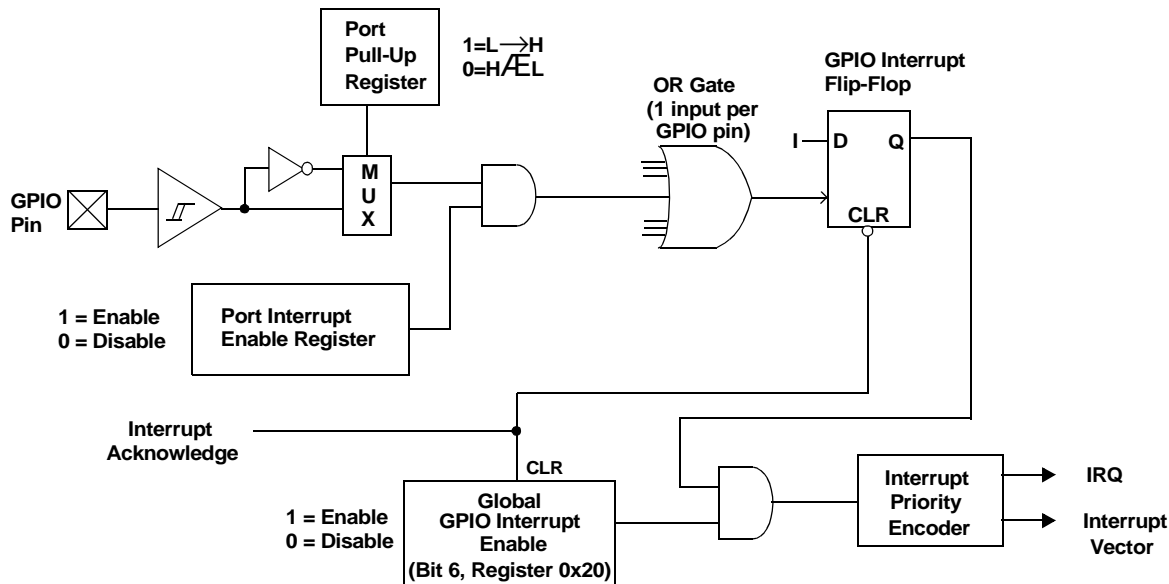 Port
Pull-Up
Register
1=L→H
0=HÆL
GPIO Interrupt
Flip-Flop
OR Gate
(1 input per
GPIO pin)
I
D
Q
CLR
M
U
X
GPIO
Pin
1 = Enable
0 = Disable
Port Interrupt
Enable Register
Interrupt
Acknowledge
CLR
1 = Enable
0 = Disable
Global
GPIO Interrupt
Enable
(Bit 6, Register 0x20)
Interrupt
Priority
Encoder
IRQ
Interrupt
Vector